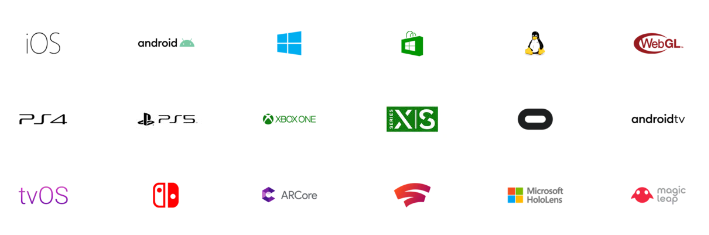 iOS
android
WebGL
PS4
PS5
XBOX ONE
SERIES X|S
androidtv
tvOS
ARCore
Microsoft
HoloLens
magic
leap